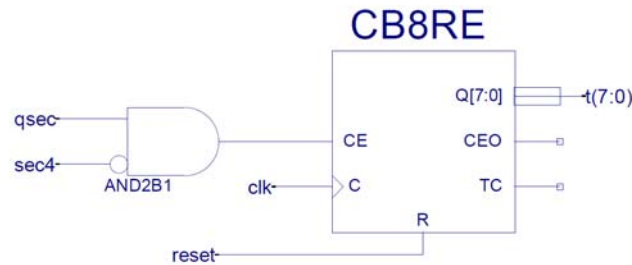 CB8RE
Q[7:0] t(7:0)
qsec
CE CEO
sec4
AND2B1
clk C TC
R
reset